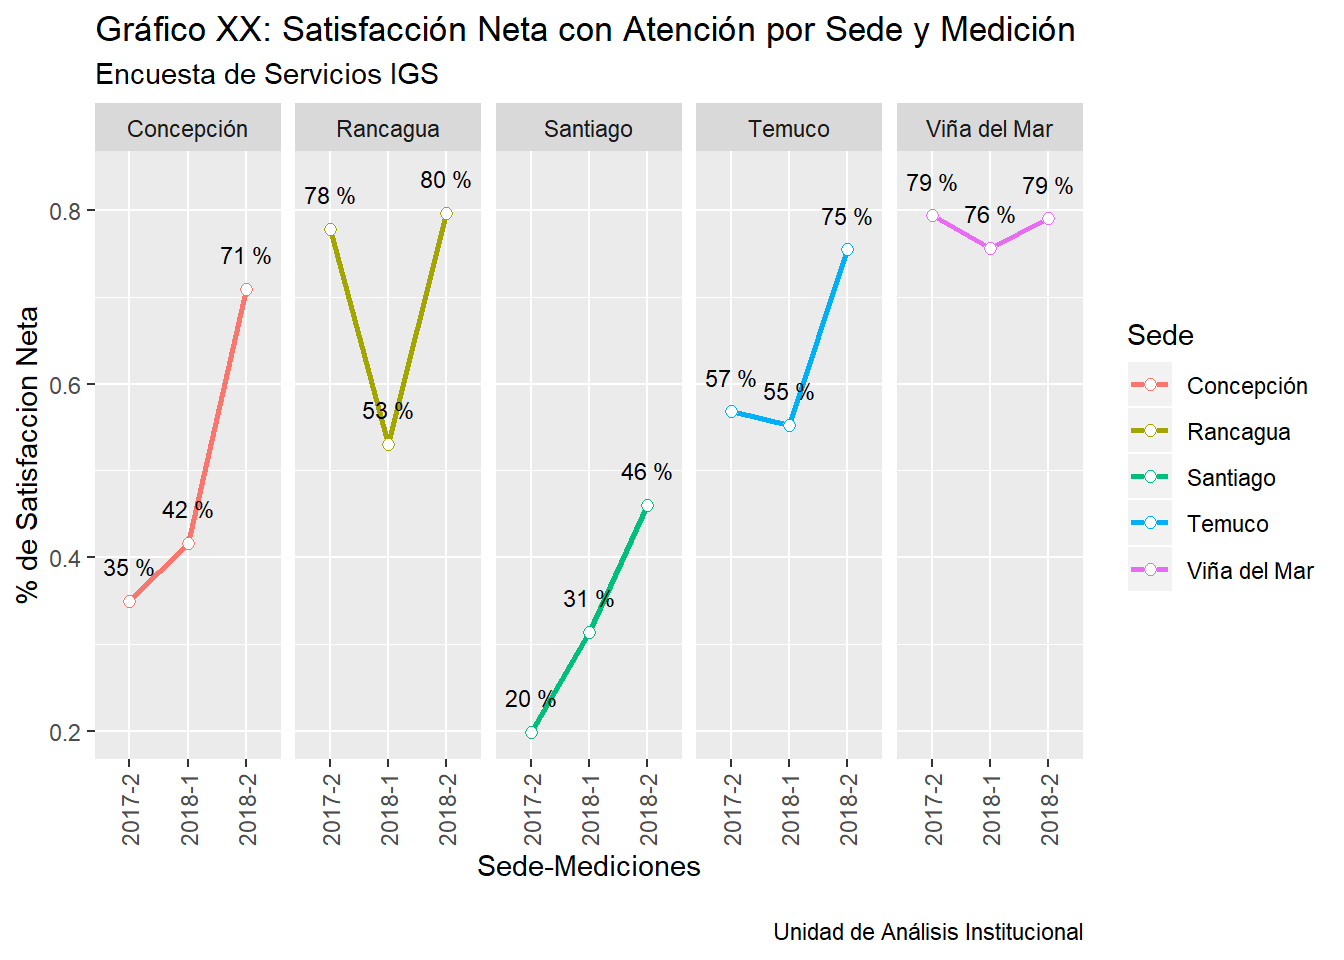 Gráfico XX: Satisfacción Neta con Atención por Sede y Medición
Encuesta de Servicios IGS
Concepción
Rancagua
Santiago
Temuco
Viña del Mar
% de Satisfaccion Neta
0.8
0.6
0.4
0.2
35 %
42 %
71 %
78 %
53 %
80 %
20 %
31 %
46 %
57 %
55 %
75 %
79 %
76 %
79 %
2017-2
2018-1
2018-2
2017-2
2018-1
2018-2
2017-2
2018-1
2018-2
2017-2
2018-1
2018-2
2017-2
2018-1
2018-2
Sede-Mediciones
Sede
Concepción
Rancagua
Santiago
Temuco
Viña del Mar
Unidad de Análisis Institucional